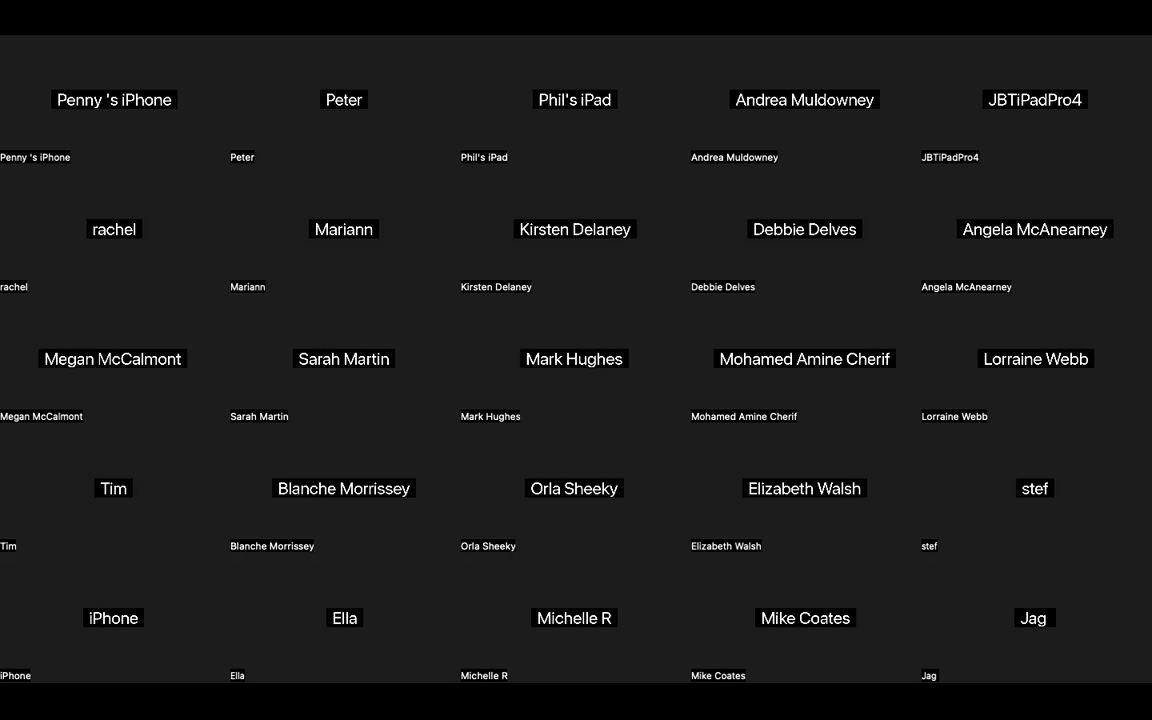 Penny 's iPhone
Peter
Phil's iPad
Andrea Muldowney
JBTiPadPro4
Penny 's iPhone
Peter
Phil's iPad
Andrea Muldowney
JBTiPadPro4
rachel
Mariann
Kirsten Delaney
Debbie Delves
Angela McAnearney
rachel
Mariann
Kirsten Delaney
Debbie Delves
Angela McAnearney
Megan McCalmont
Sarah Martin
Mark Hughes
Mohamed Amine Cherif
Lorraine Webb
Megan McCalmont
Sarah Martin
Mark Hughes
Mohamed Amine Cherif
Lorraine Webb
Tim
Blanche Morrissey
Orla Sheeky
Elizabeth Walsh
stef
Tim
Blanche Morrissey
Orla Sheeky
Elizabeth Walsh
stef
iPhone
Ella
Michelle R
Mike Coates
Jag
iPhone
Ella
Michelle R
Mike Coates
Jag